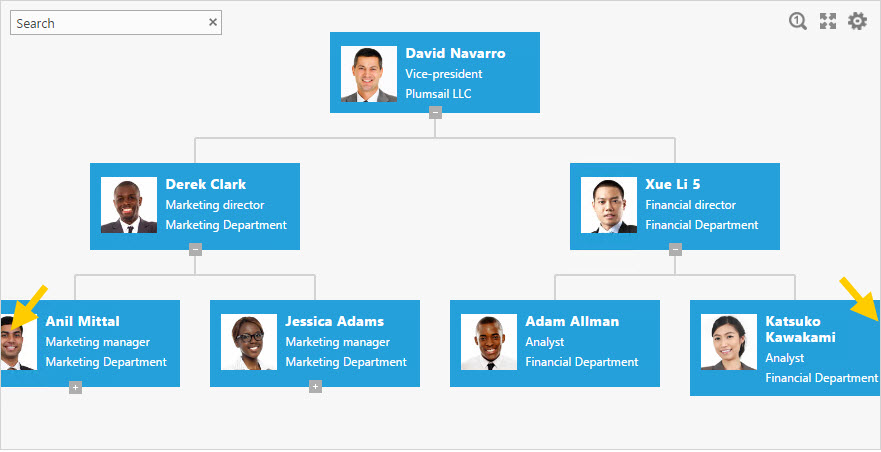 Search
David Navarro
Vice-president
Plumsail LLC
Derek Clark
Marketing director
Marketing Department
Xue Li 5
Financial director
Financial Department
Anil Mittal
Marketing manager
Marketing Department
Jessica Adams
Marketing manager
Marketing Department
Adam Allman
Analyst
Financial Department
Katsuko
Kawakami
Analyst
Financial Department